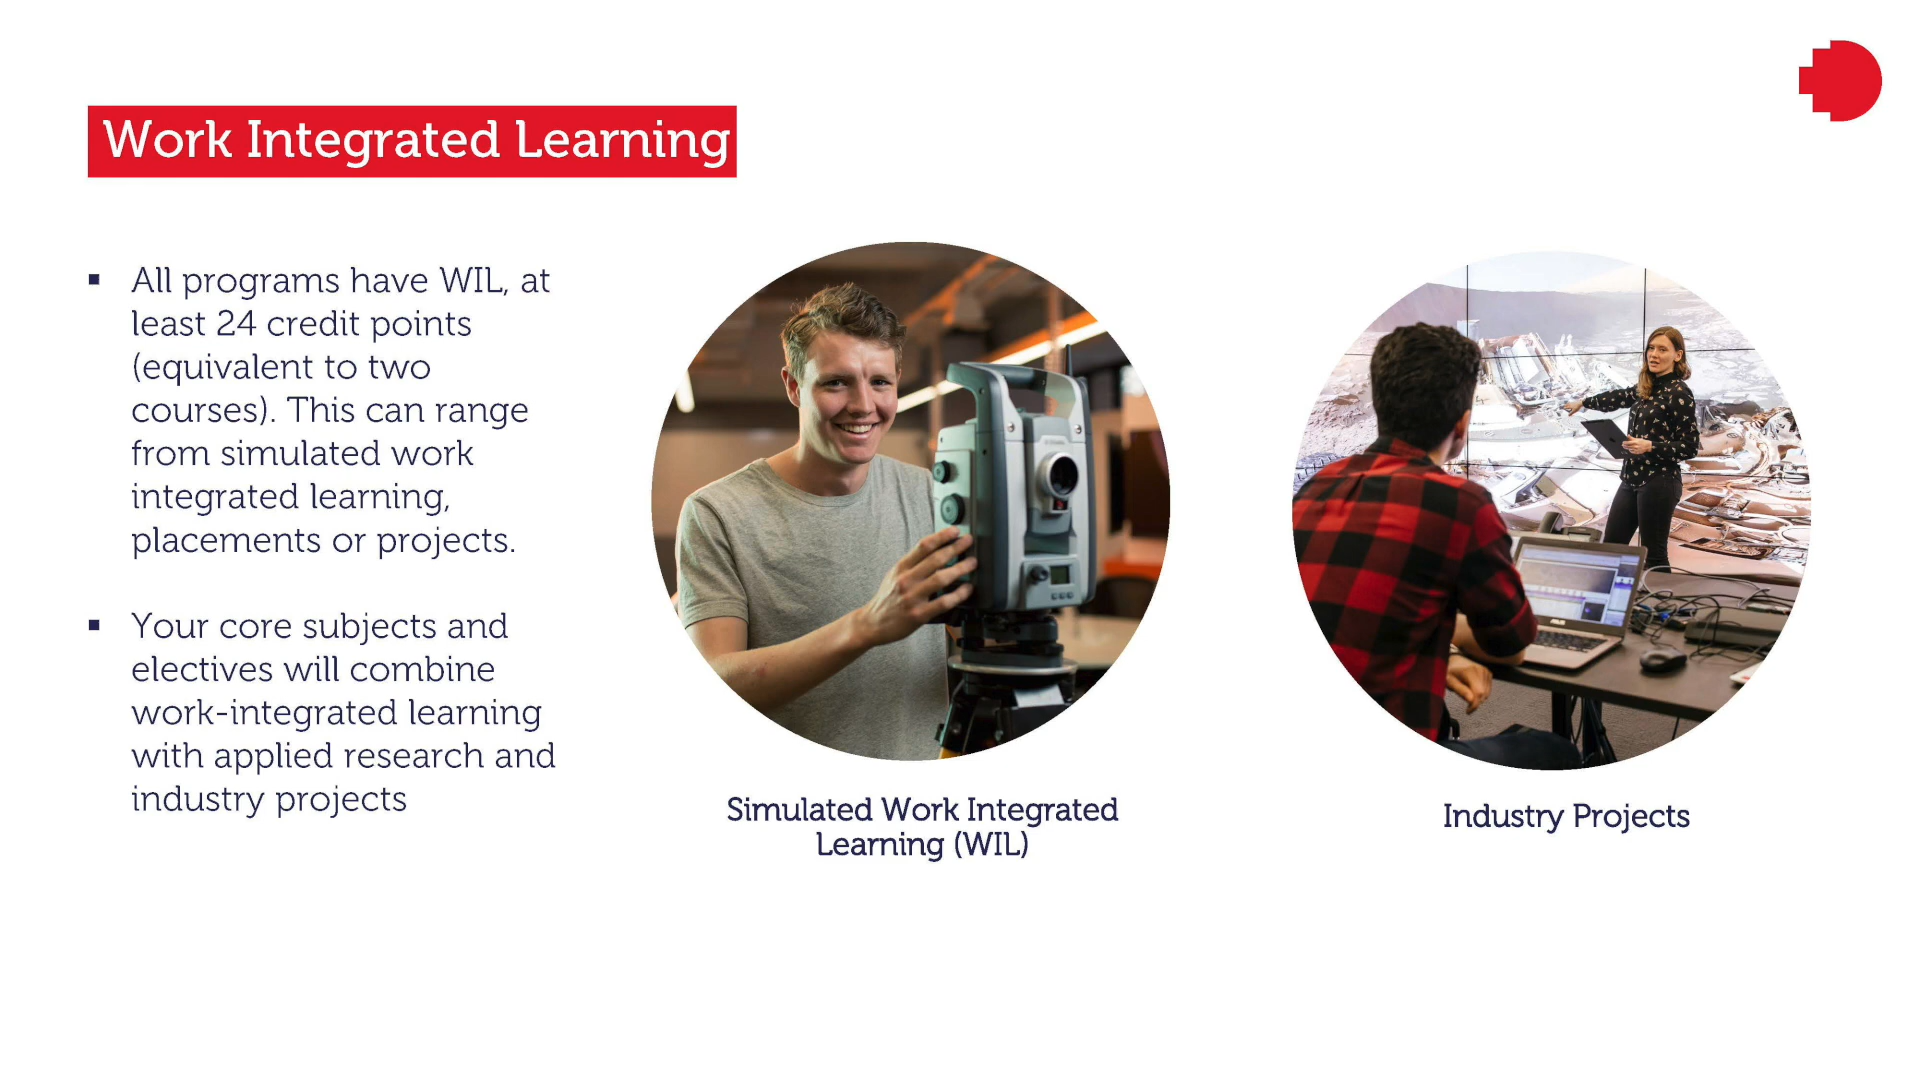 Work Integrated Learning
▪ All programs have WIL, at
least 24 credit points
(equivalent to two
courses). This can range
from simulated work
integrated learning,
placements or projects.
▪ Your core subjects and
electives will combine
work-integrated learning
with applied research and
industry projects
Simulated Work Integrated
Learning (WIL)
Industry Projects